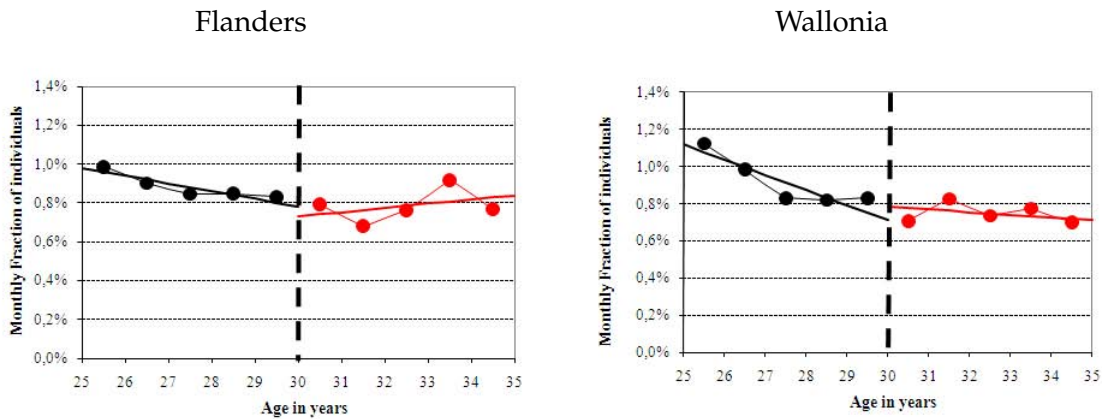 Flanders
Wallonia
Monthly Fraction of individuals
1,4%
1,2%
1,0%
0,8%
0,6%
0,4%
0,2%
0,0%
25 26 27 28 29 30 31 32 33 34 35
Age in years
Monthly Fraction of individuals
1,4%
1,2%
1,0%
0,8%
0,6%
0,4%
0,2%
0,0%
25 26 27 28 29 30 31 32 33 34 35
Age in years